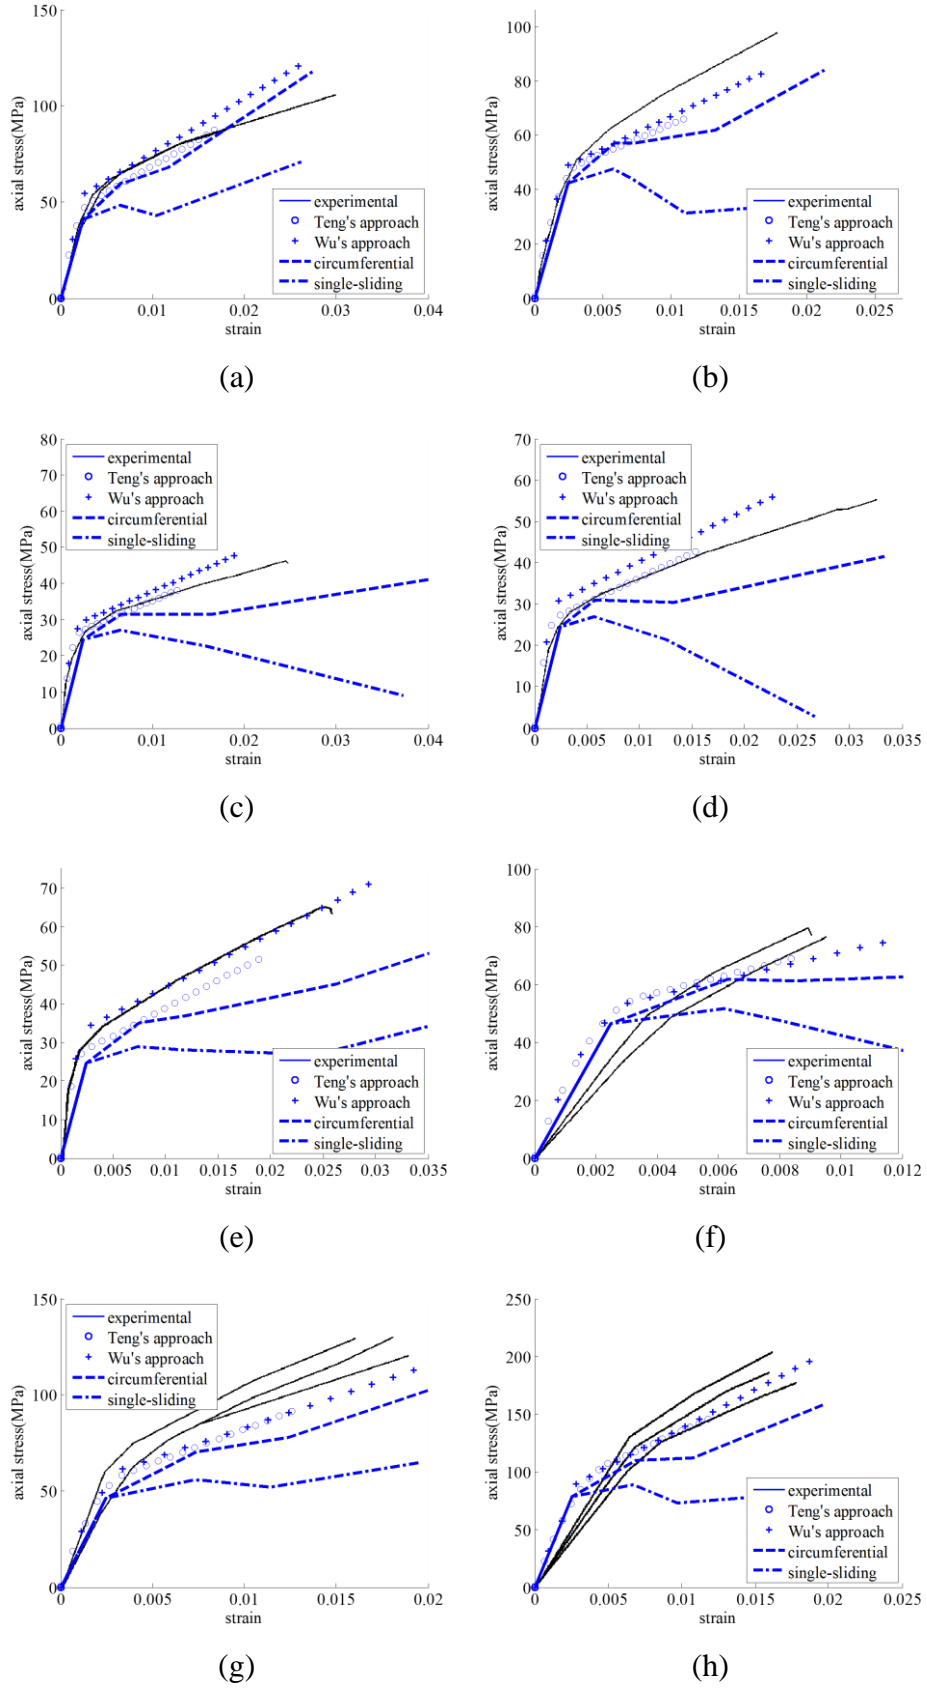 150
100
50
0
axial stress(MPa)
experimental
Teng's approach
Wu's approach
circumferential
single-sliding
0 0.01 0.02 0.03 0.04
strain
(a)
100
80
60
40
20
0
axial stress(MPa)
experimental
Teng's approach
Wu's approach
circumferential
single-sliding
0 0.005 0.01 0.015 0.02 0.025
strain
(b)
80
70
60
50
40
30
20
10
0
axial stress(MPa)
experimental
Teng's approach
Wu's approach
circumferential
single-sliding
0 0.01 0.02 0.03 0.04
strain
(c)
70
60
50
40
30
20
10
0
axial stress(MPa)
experimental
Teng's approach
Wu's approach
circumferential
single-sliding
0 0.005 0.01 0.015 0.02 0.025 0.03 0.035
strain
(d)
70
60
50
40
30
20
10
0
axial stress(MPa)
experimental
Teng's approach
Wu's approach
circumferential
single-sliding
0 0.005 0.01 0.015 0.02 0.025 0.03 0.035
strain
(e)
100
80
60
40
20
0
axial stress(MPa)
experimental
Teng's approach
Wu's approach
circumferential
single-sliding
0 0.002 0.004 0.006 0.008 0.01 0.012
strain
(f)
150
100
50
0
axial stress(MPa)
experimental
Teng's approach
Wu's approach
circumferential
single-sliding
0 0.005 0.01 0.015 0.02
strain
(g)
250
200
150
100
50
0
axial stress(MPa)
experimental
Teng's approach
Wu's approach
circumferential
single-sliding
0 0.005 0.01 0.015 0.02 0.025
strain
(h)